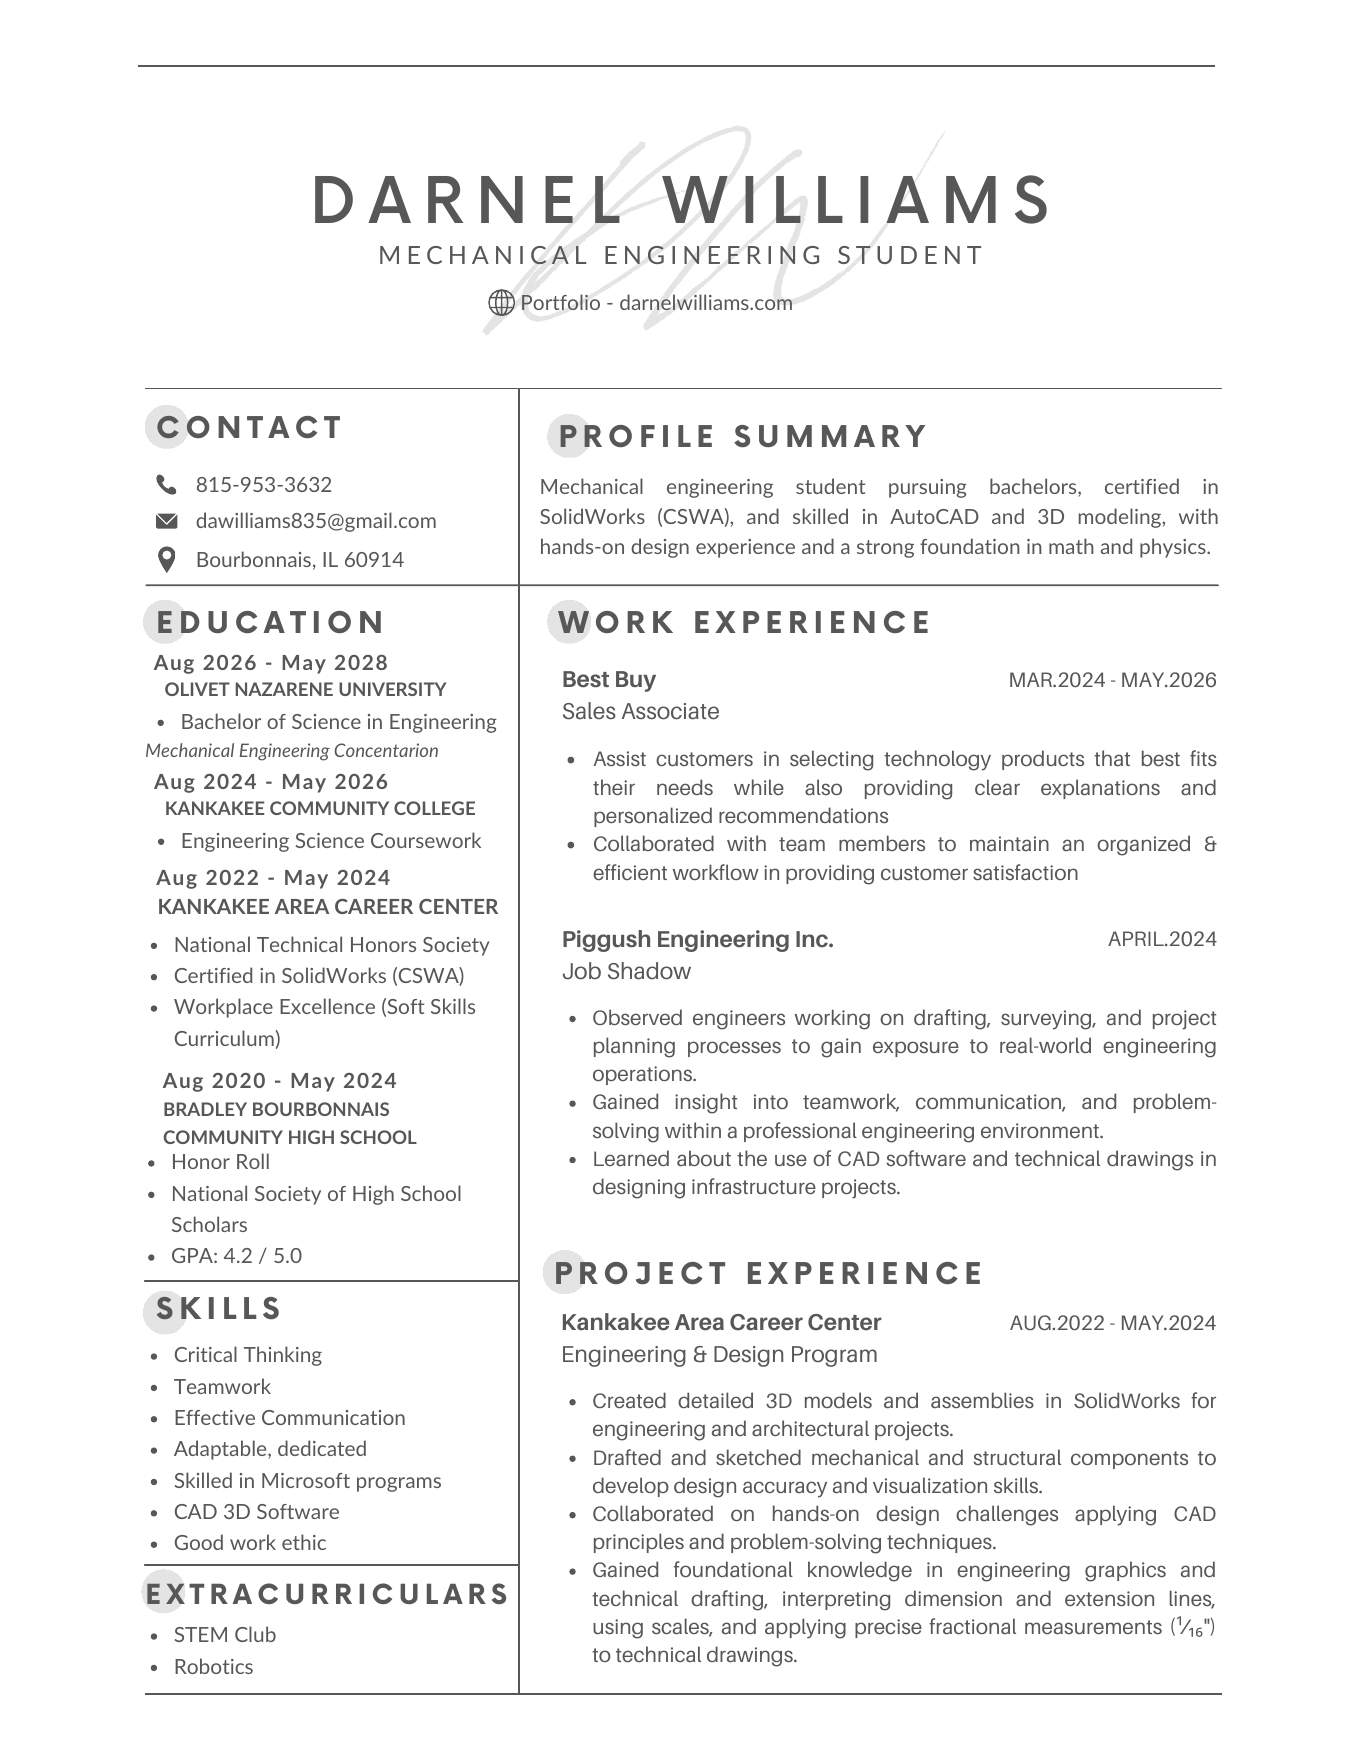 DARNEL WILLIAMS
MECHANICAL ENGINEERING STUDENT
Portfolio - darnelwilliams.com
CONTACT
815-953-3632
dawilliams835@gmail.com
Bourbonnais, IL 60914
EDUCATION
Aug 2026 - May 2028
OLIVET NAZARENE UNIVERSITY
• Bachelor of Science in Engineering
Mechanical Engineering Concentarion
Aug 2024 - May 2026
KANKAKEE COMMUNITY COLLEGE
• Engineering Science Coursework
Aug 2022 - May 2024
KANKAKEE AREA CAREER CENTER
• National Technical Honors Society
• Certified in SolidWorks (CSWA)
• Workplace Excellence (Soft Skills
Curriculum)
Aug 2020 - May 2024
BRADLEY BOURBONNAIS
COMMUNITY HIGH SCHOOL
• Honor Roll
• National Society of High School
Scholars
• GPA: 4.2 / 5.0
SKILLS
• Critical Thinking
• Teamwork
• Effective Communication
• Adaptable, dedicated
• Skilled in Microsoft programs
• CAD 3D Software
• Good work ethic
EXTRACURRICULARS
• STEM Club
• Robotics
PROFILE SUMMARY
Mechanical engineering student pursuing bachelors, certified in
SolidWorks (CSWA), and skilled in AutoCAD and 3D modeling, with
hands-on design experience and a strong foundation in math and physics.
WORK EXPERIENCE
Best Buy MAR.2024 - MAY.2026
Sales Associate
• Assist customers in selecting technology products that best fits
their needs while also providing clear explanations and
personalized recommendations
• Collaborated with team members to maintain an organized &
efficient workflow in providing customer satisfaction
Piggush Engineering Inc. APRIL.2024
Job Shadow
• Observed engineers working on drafting, surveying, and project
planning processes to gain exposure to real-world engineering
operations.
• Gained insight into teamwork, communication, and problem-
solving within a professional engineering environment.
• Learned about the use of CAD software and technical drawings in
designing infrastructure projects.
PROJECT EXPERIENCE
Kankakee Area Career Center AUG.2022 - MAY.2024
Engineering & Design Program
• Created detailed 3D models and assemblies in SolidWorks for
engineering and architectural projects.
• Drafted and sketched mechanical and structural components to
develop design accuracy and visualization skills.
• Collaborated on hands-on design challenges applying CAD
principles and problem-solving techniques.
• Gained foundational knowledge in engineering graphics and
technical drafting, interpreting dimension and extension lines,
using scales, and applying precise fractional measurements (¹⁄₁₆")
to technical drawings.